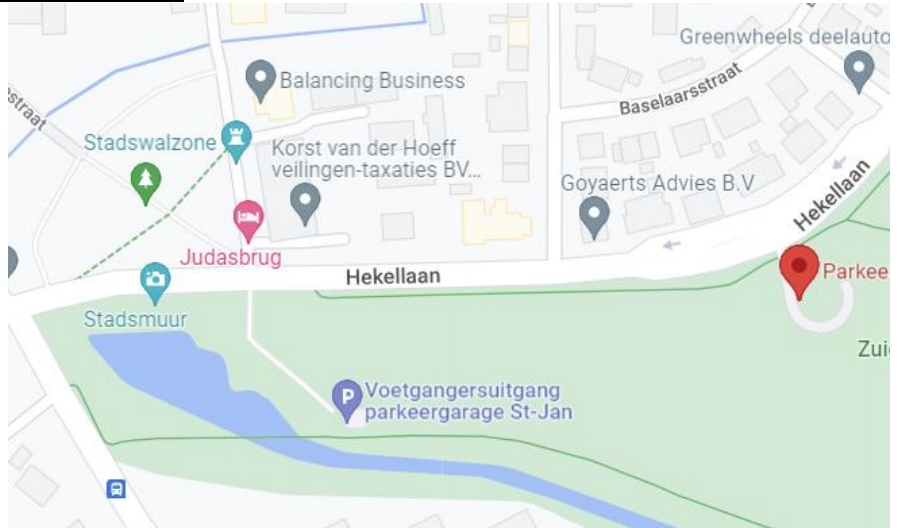 Greenwheels deelauto
Balancing Business
Baselaarsstraat
straat
Stadswalzone
Korst van der Hoeff
veilingen-taxaties BV...
Goyaerts Advies B.V
Hekellaan
Judasbrug
Hekellaan
Parkee
Stadsmuur
Zui
Voetgangersuitgang
parkeergarage St-Jan
P